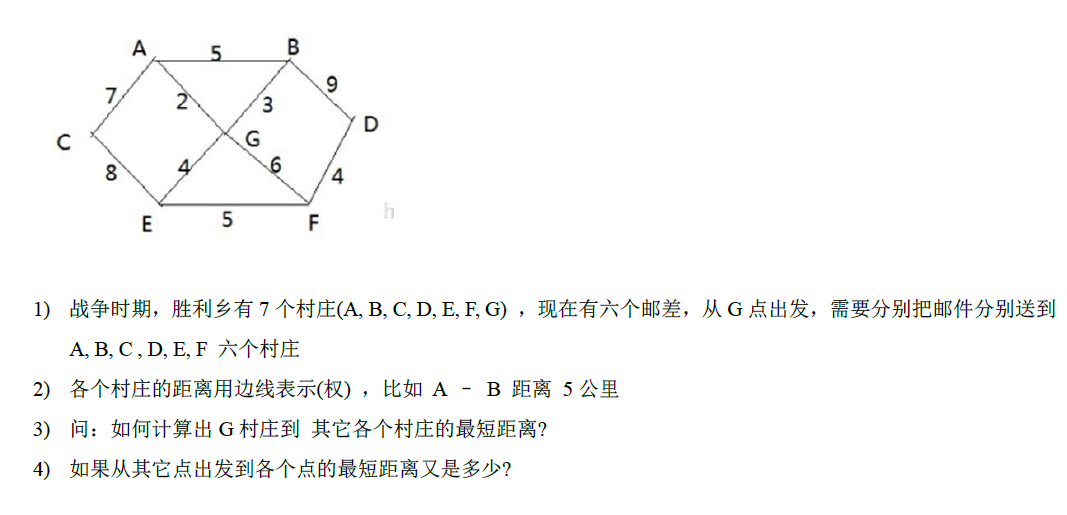 A 5 B
7 2 3 9
C G D
8 4 6 4
E 5 F
h
1) 战争时期，胜利乡有 7 个村庄(A, B, C, D, E, F, G) ，现在有六个邮差，从 G 点出发，需要分别把邮件分别送到
A, B, C , D, E, F 六个村庄
2) 各个村庄的距离用边线表示(权) ，比如 A – B 距离 5 公里
3) 问：如何计算出 G 村庄到 其它各个村庄的最短距离?
4) 如果从其它点出发到各个点的最短距离又是多少?